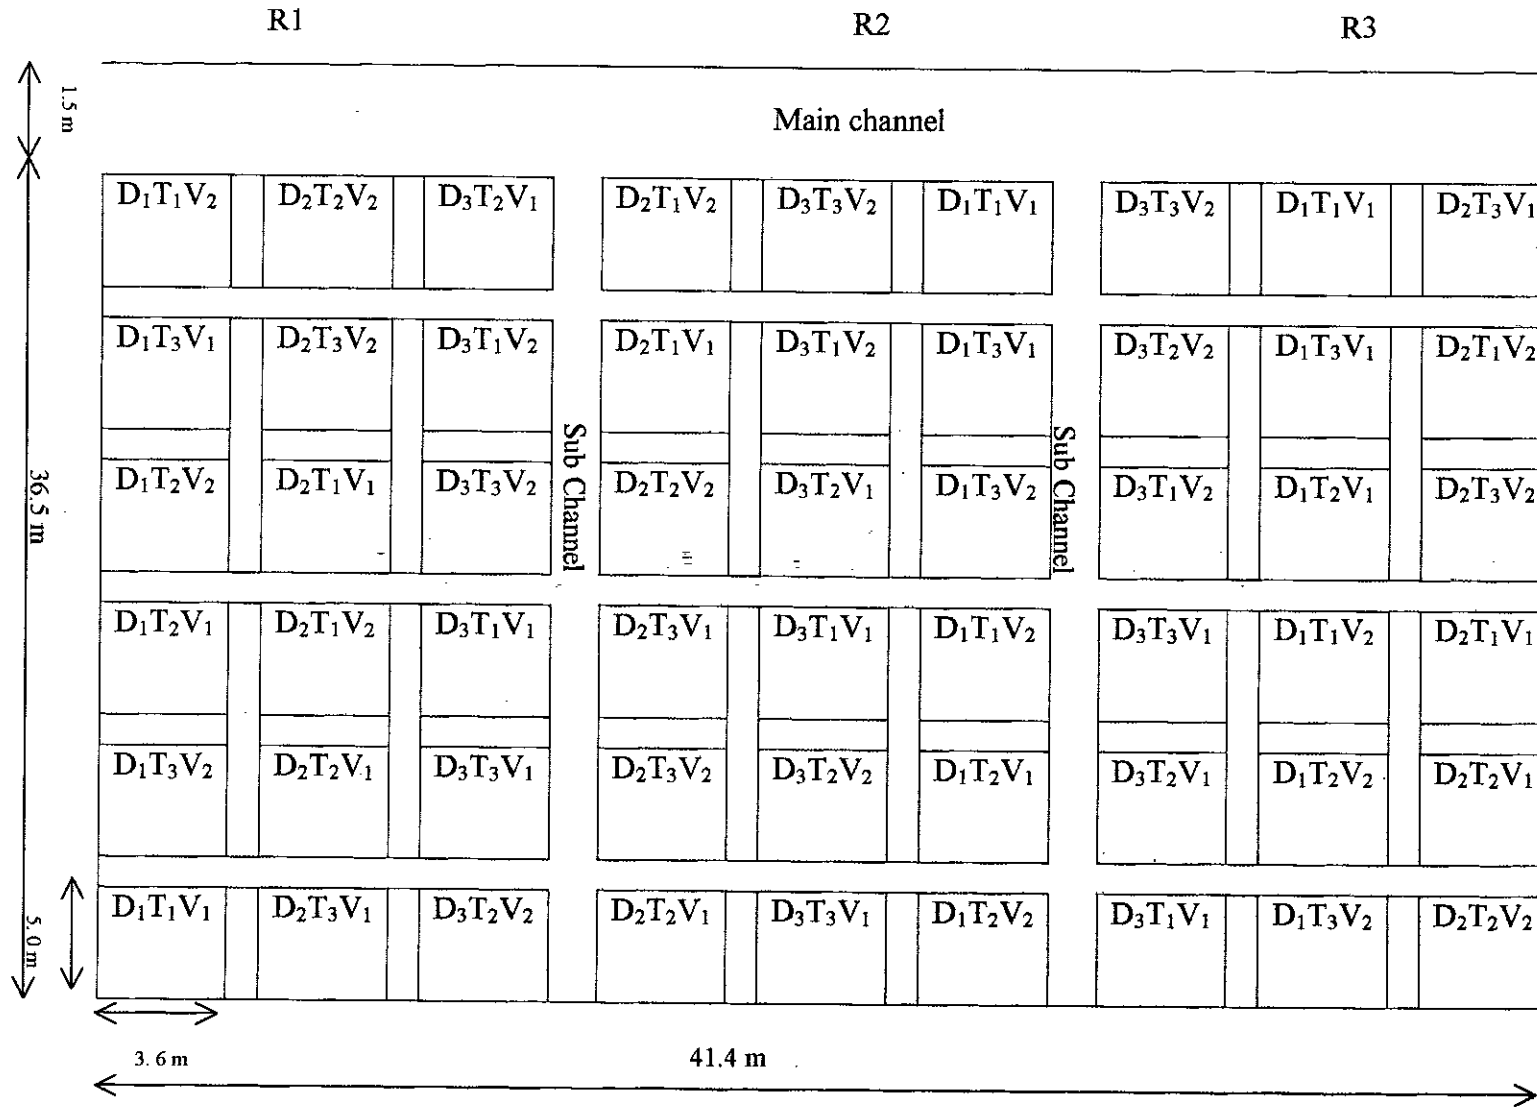 R1 R2 R3
1.5 m
Main channel
D₁T₁V₂ D₂T₂V₂ D₃T₂V₁ D₂T₁V₂ D₃T₃V₂ D₁T₁V₁ D₃T₃V₂ D₁T₁V₁ D₂T₃V₁
D₁T₃V₁ D₂T₃V₂ D₃T₁V₂ D₂T₁V₁ D₃T₁V₂ D₁T₃V₁ D₃T₂V₂ D₁T₃V₁ D₂T₁V₂
Sub Channel
Sub Channel
36.5 m
D₁T₂V₂ D₂T₁V₁ D₃T₃V₂ D₂T₂V₂ D₃T₂V₁ D₁T₃V₂ D₃T₁V₂ D₁T₂V₁ D₂T₃V₂
D₁T₂V₁ D₂T₁V₂ D₃T₁V₁ D₂T₃V₁ D₃T₁V₁ D₁T₁V₂ D₃T₃V₁ D₁T₁V₂ D₂T₁V₁
D₁T₃V₂ D₂T₂V₁ D₃T₃V₁ D₂T₃V₂ D₃T₂V₂ D₁T₂V₁ D₃T₂V₁ D₁T₂V₂ D₂T₂V₁
D₁T₁V₁ D₂T₃V₁ D₃T₂V₂ D₂T₂V₁ D₃T₃V₁ D₁T₂V₂ D₃T₁V₁ D₁T₃V₂ D₂T₂V₂
5.0 m
3.6 m 41.4 m